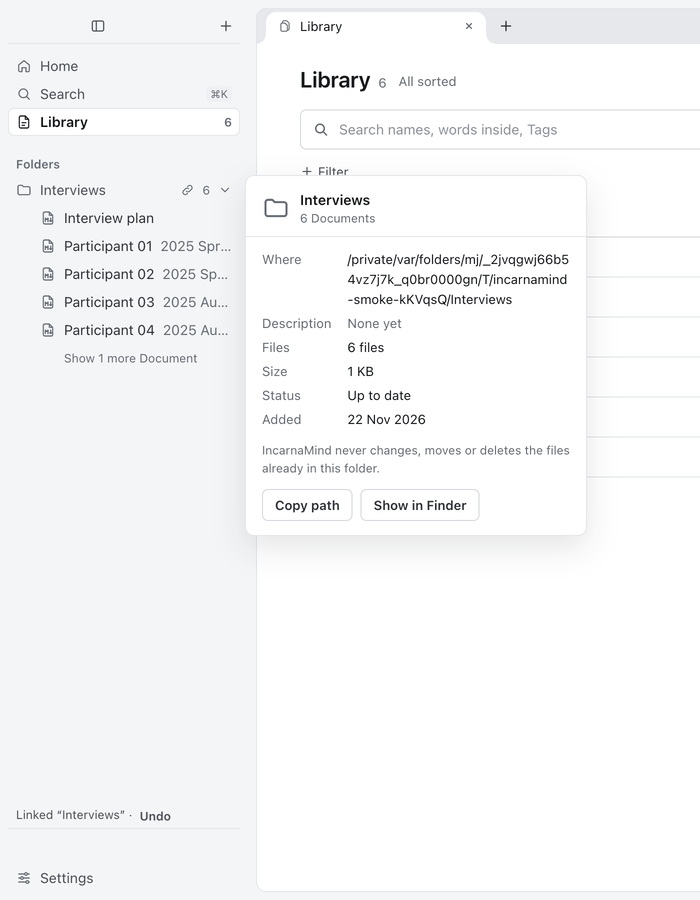 Home
Search ⌘K
Library 6
Folders
Interviews 6
Interview plan
Participant 01 2025 Spr...
Participant 02 2025 Sp...
Participant 03 2025 Au...
Participant 04 2025 Au...
Show 1 more Document
Linked “Interviews” · Undo
Settings
Library
Library 6 All sorted
Search names, words inside, Tags
Filter
Interviews
6 Documents
Where /private/var/folders/mj/_2jvqgwj66b5
4vz7j7k_q0br0000gn/T/incarnamind
-smoke-kKVqsQ/Interviews
Description None yet
Files 6 files
Size 1 KB
Status Up to date
Added 22 Nov 2026
IncarnaMind never changes, moves or deletes the files
already in this folder.
Copy path Show in Finder